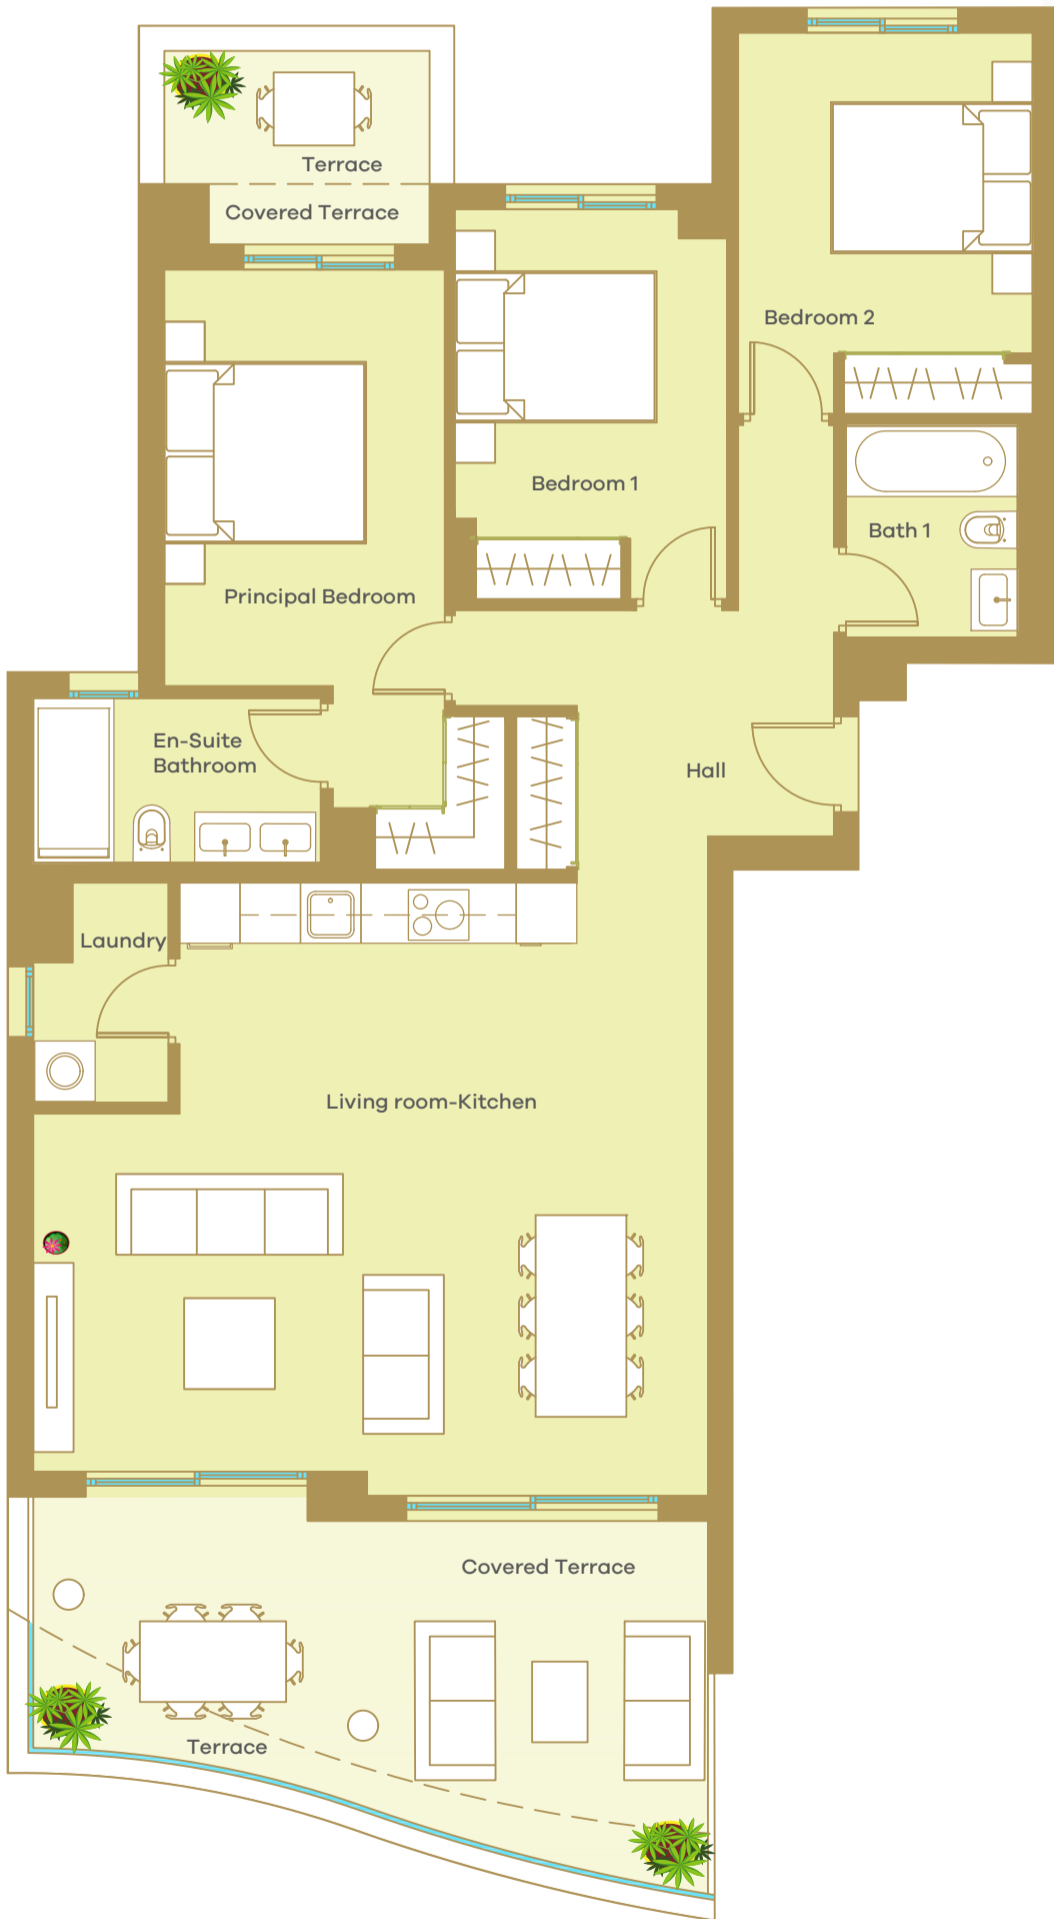 Terrace
Covered Terrace
Bedroom 2
Bedroom 1
Bath 1
Principal Bedroom
En-Suite
Bathroom
Hall
Laundry
Living room-Kitchen
Covered Terrace
Terrace